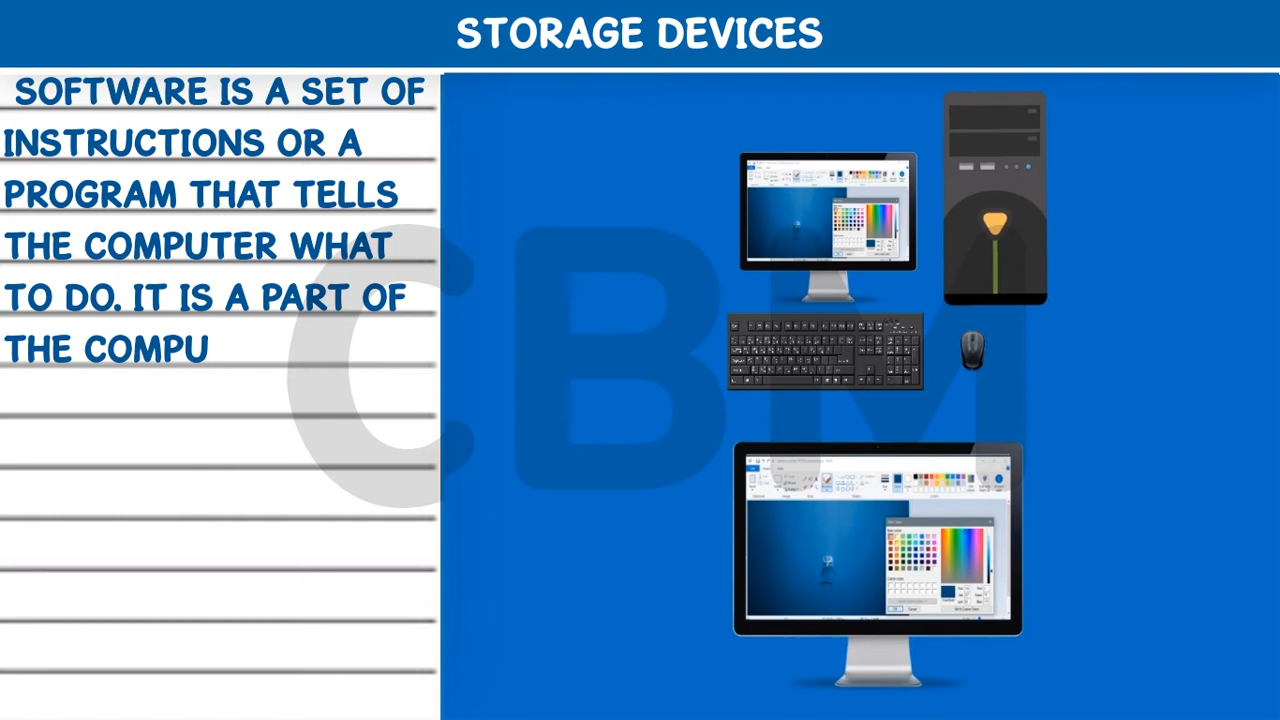 STORAGE DEVICES
SOFTWARE IS A SET OF
INSTRUCTIONS OR A
PROGRAM THAT TELLS
THE COMPUTER WHAT
TO DO. IT IS A PART OF
THE COMPU
CBM